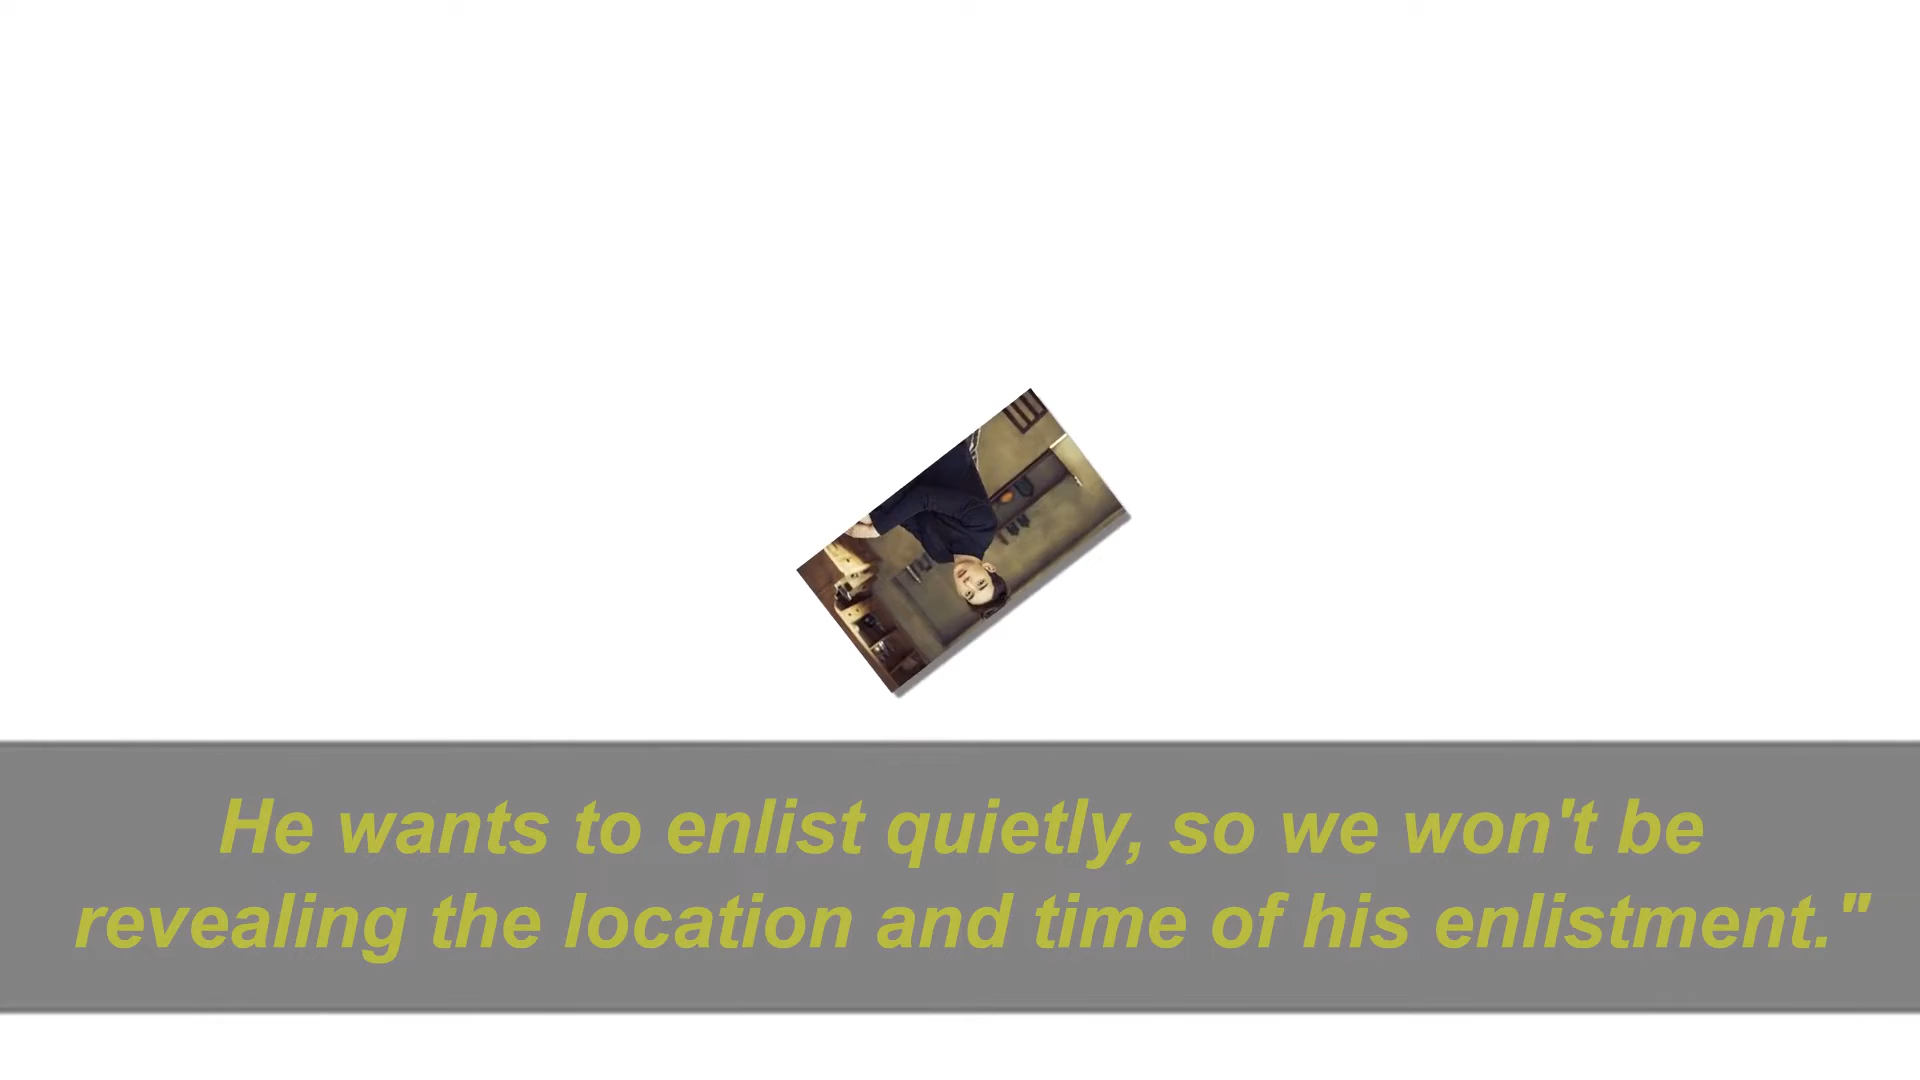 He wants to enlist quietly, so we won't be
revealing the location and time of his enlistment."